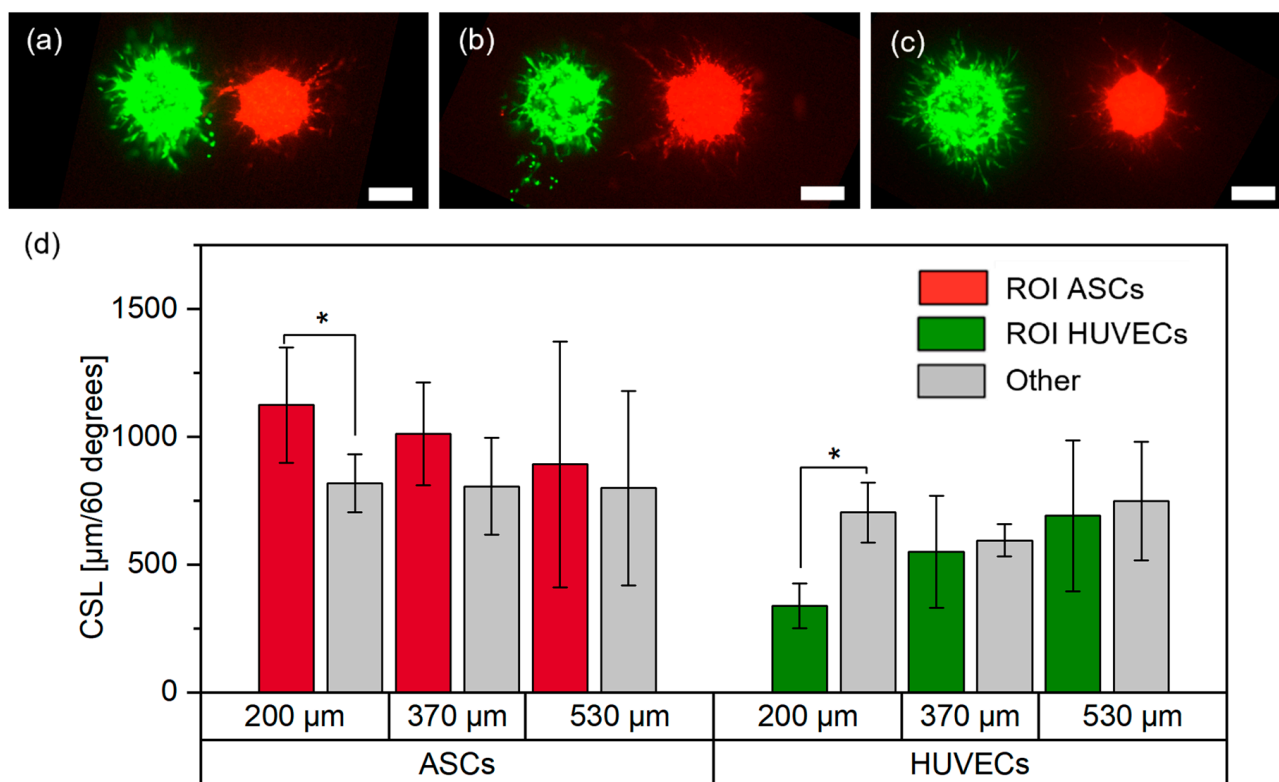 (a)
(b)
(c)
(d)
CSL [µm/60 degrees]
1500
1000
500
0
*
*
ROI ASCs
ROI HUVECs
Other
200 µm
370 µm
530 µm
200 µm
370 µm
530 µm
ASCs
HUVECs